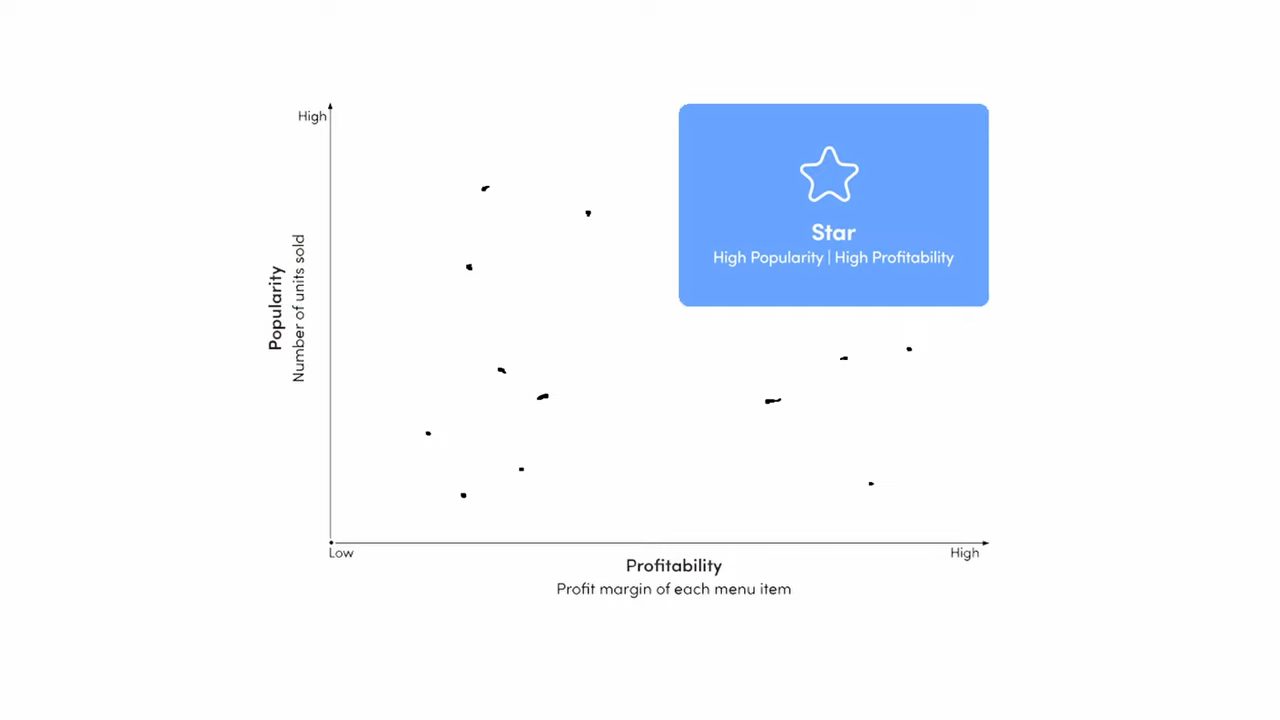 High
Popularity
Number of units sold
Star
High Popularity | High Profitability
Low
High
Profitability
Profit margin of each menu item